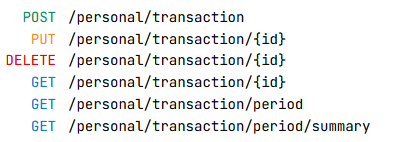 POST /personal/transaction
PUT /personal/transaction/{id}
DELETE /personal/transaction/{id}
GET /personal/transaction/{id}
GET /personal/transaction/period
GET /personal/transaction/period/summary